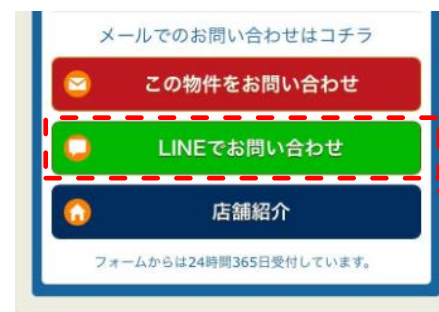 メールでのお問い合わせはコチラ
この物件をお問い合わせ
LINEでお問い合わせ
店舗紹介
フォームからは24時間365日受付しています。